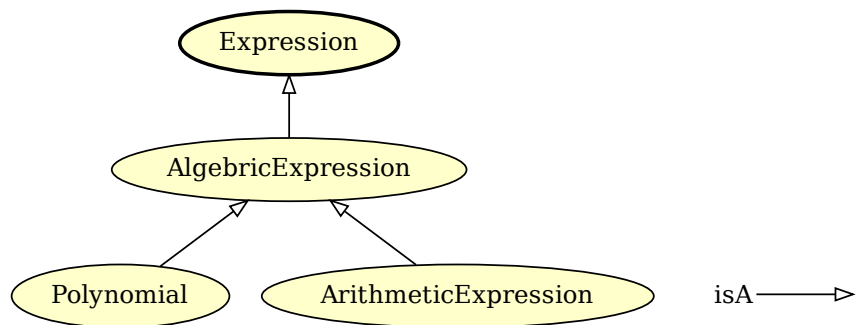 Expression
AlgebricExpression
Polynomial
ArithmeticExpression
isA